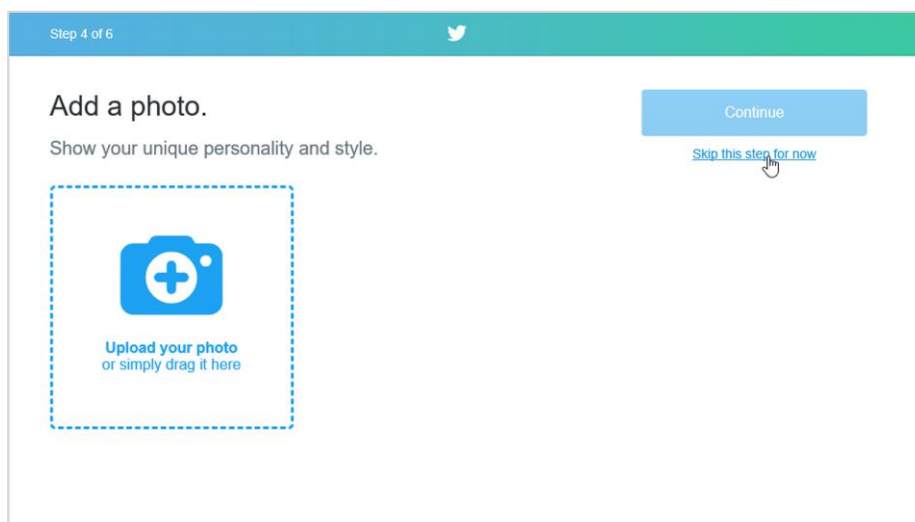 Step 4 of 6
Add a photo.
Show your unique personality and style.
Continue
Skip this step for now
Upload your photo
or simply drag it here